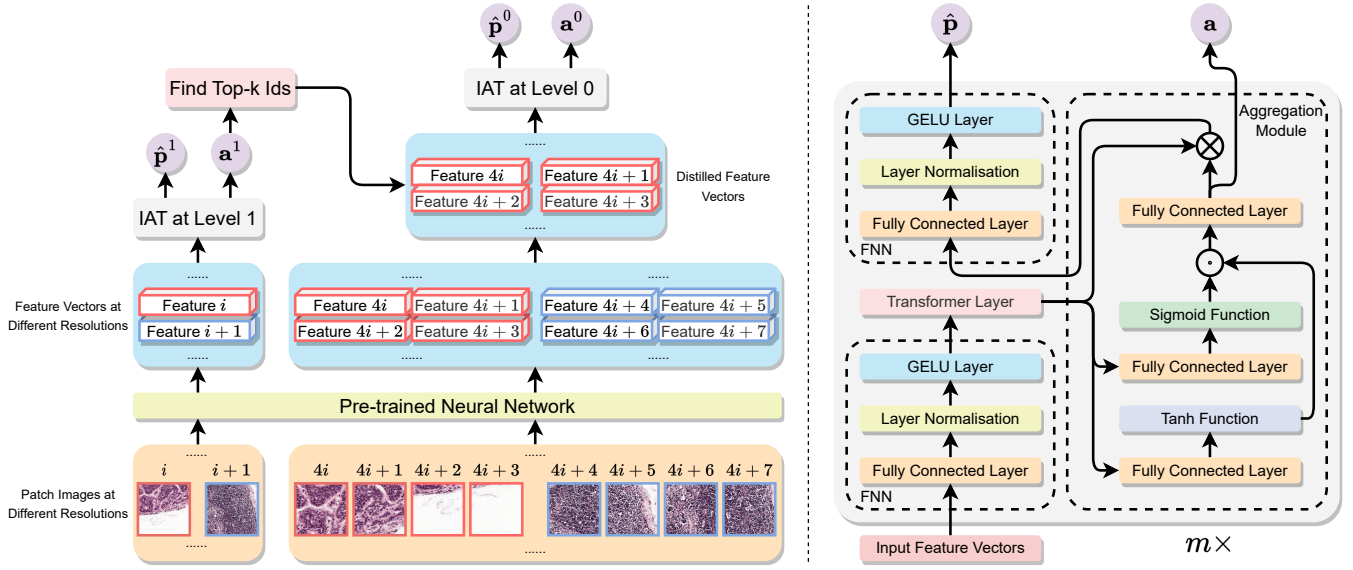 p̂⁰ a⁰
IAT at Level 0
Find Top-k Ids
p̂¹ a¹
IAT at Level 1
......
Feature 4i Feature 4i + 1
Feature 4i + 2 Feature 4i + 3
......
Distilled Feature
Vectors
Feature Vectors at
Different Resolutions
......
Feature i
Feature i + 1
......
...... ......
Feature 4i Feature 4i + 1 Feature 4i + 4 Feature 4i + 5
Feature 4i + 2 Feature 4i + 3 Feature 4i + 6 Feature 4i + 7
...... ......
Pre-trained Neural Network
Patch Images at
Different Resolutions
......
i i + 1
......
......
4i 4i + 1 4i + 2 4i + 3 4i + 4 4i + 5 4i + 6 4i + 7
......
p̂ a
GELU Layer
Layer Normalisation
Fully Connected Layer
FNN
Transformer Layer
GELU Layer
Layer Normalisation
Fully Connected Layer
FNN
Input Feature Vectors
Aggregation
Module
Fully Connected Layer
Sigmoid Function
Fully Connected Layer
Tanh Function
Fully Connected Layer
m×